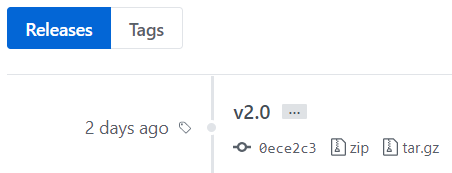 Releases Tags
v2.0 ...
2 days ago
0ece2c3 zip tar.gz